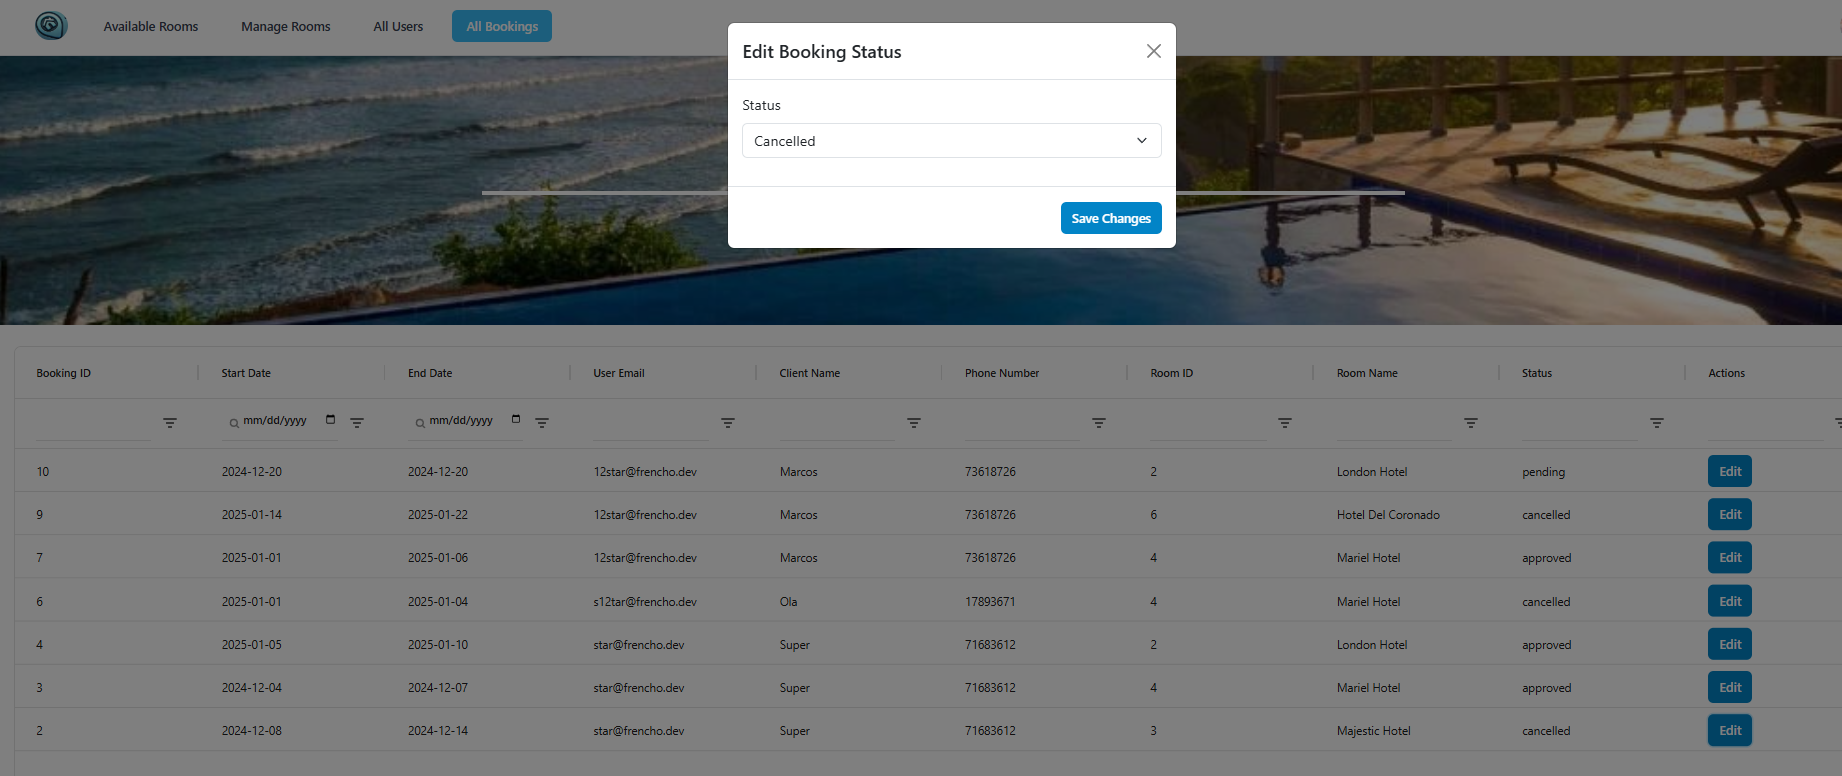 Available Rooms Manage Rooms All Users All Bookings
Edit Booking Status
Status
Cancelled
Save Changes
Booking ID Start Date End Date User Email Client Name Phone Number Room ID Room Name Status Actions
mm/dd/yyyy mm/dd/yyyy
10 2024-12-20 2024-12-20 12star@frencho.dev Marcos 73618726 2 London Hotel pending Edit
9 2025-01-14 2025-01-22 12star@frencho.dev Marcos 73618726 6 Hotel Del Coronado cancelled Edit
7 2025-01-01 2025-01-06 12star@frencho.dev Marcos 73618726 4 Mariel Hotel approved Edit
6 2025-01-01 2025-01-04 s12tar@frencho.dev Ola 17893671 4 Mariel Hotel cancelled Edit
4 2025-01-05 2025-01-10 star@frencho.dev Super 71683612 2 London Hotel approved Edit
3 2024-12-04 2024-12-07 star@frencho.dev Super 71683612 4 Mariel Hotel approved Edit
2 2024-12-08 2024-12-14 star@frencho.dev Super 71683612 3 Majestic Hotel cancelled Edit